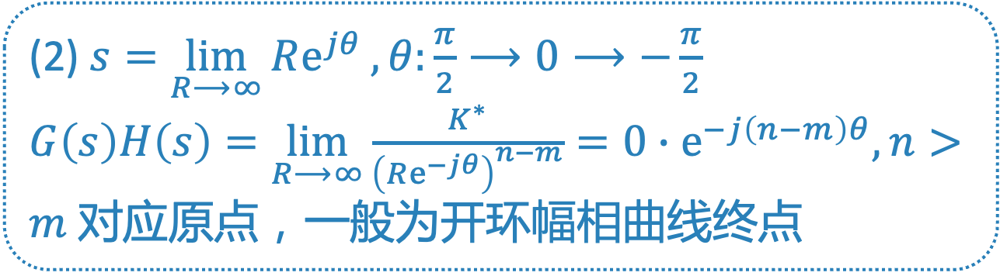 (2) s = lim_{R→∞} Re^{jθ} , θ: π/2 → 0 → −π/2
G(s)H(s) = lim_{R→∞} K^*/(Re^{−jθ})^{n−m} = 0 · e^{−j(n−m)θ}, n >
m 对应原点，一般为开环幅相曲线终点